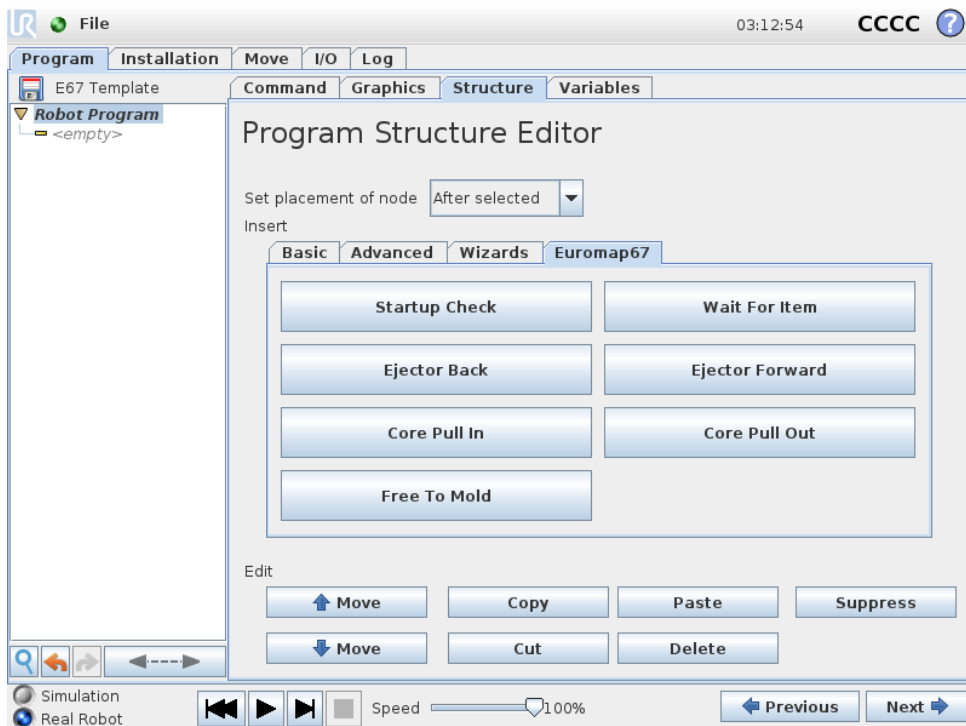 UR File 03:12:54 CCCC ?
Program Installation Move I/O Log
E67 Template Command Graphics Structure Variables
Robot Program
<empty>
Program Structure Editor
Set placement of node After selected
Insert
Basic Advanced Wizards Euromap67
Startup Check Wait For Item
Ejector Back Ejector Forward
Core Pull In Core Pull Out
Free To Mold
Edit
Move Copy Paste Suppress
Move Cut Delete
Simulation
Real Robot
Speed 100%
Previous Next